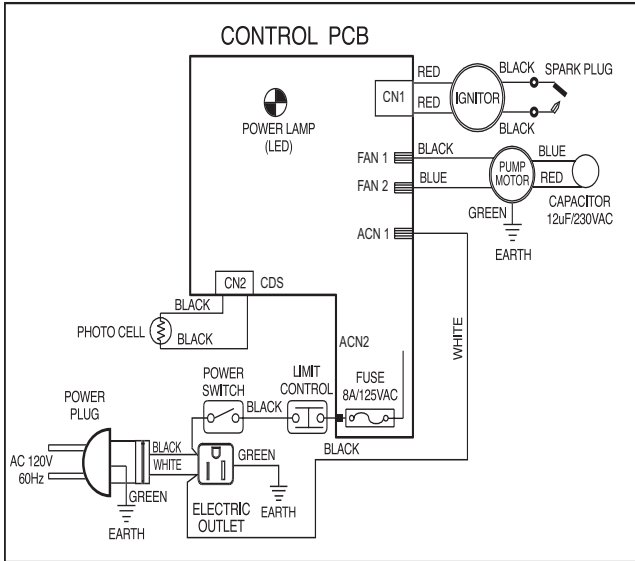 CONTROL PCB
POWER LAMP
(LED)
CN1
RED
RED
IGNITOR
BLACK
BLACK
SPARK PLUG
FAN 1
BLACK
FAN 2
BLUE
PUMP
MOTOR
BLUE
RED
CAPACITOR
12uF/230VAC
GREEN
EARTH
ACN 1
WHITE
CN2
CDS
BLACK
BLACK
PHOTO CELL
ACN2
POWER
SWITCH
BLACK
LIMIT
CONTROL
FUSE
8A/125VAC
BLACK
POWER
PLUG
AC 120V
60Hz
BLACK
WHITE
GREEN
EARTH
ELECTRIC
OUTLET
GREEN
EARTH